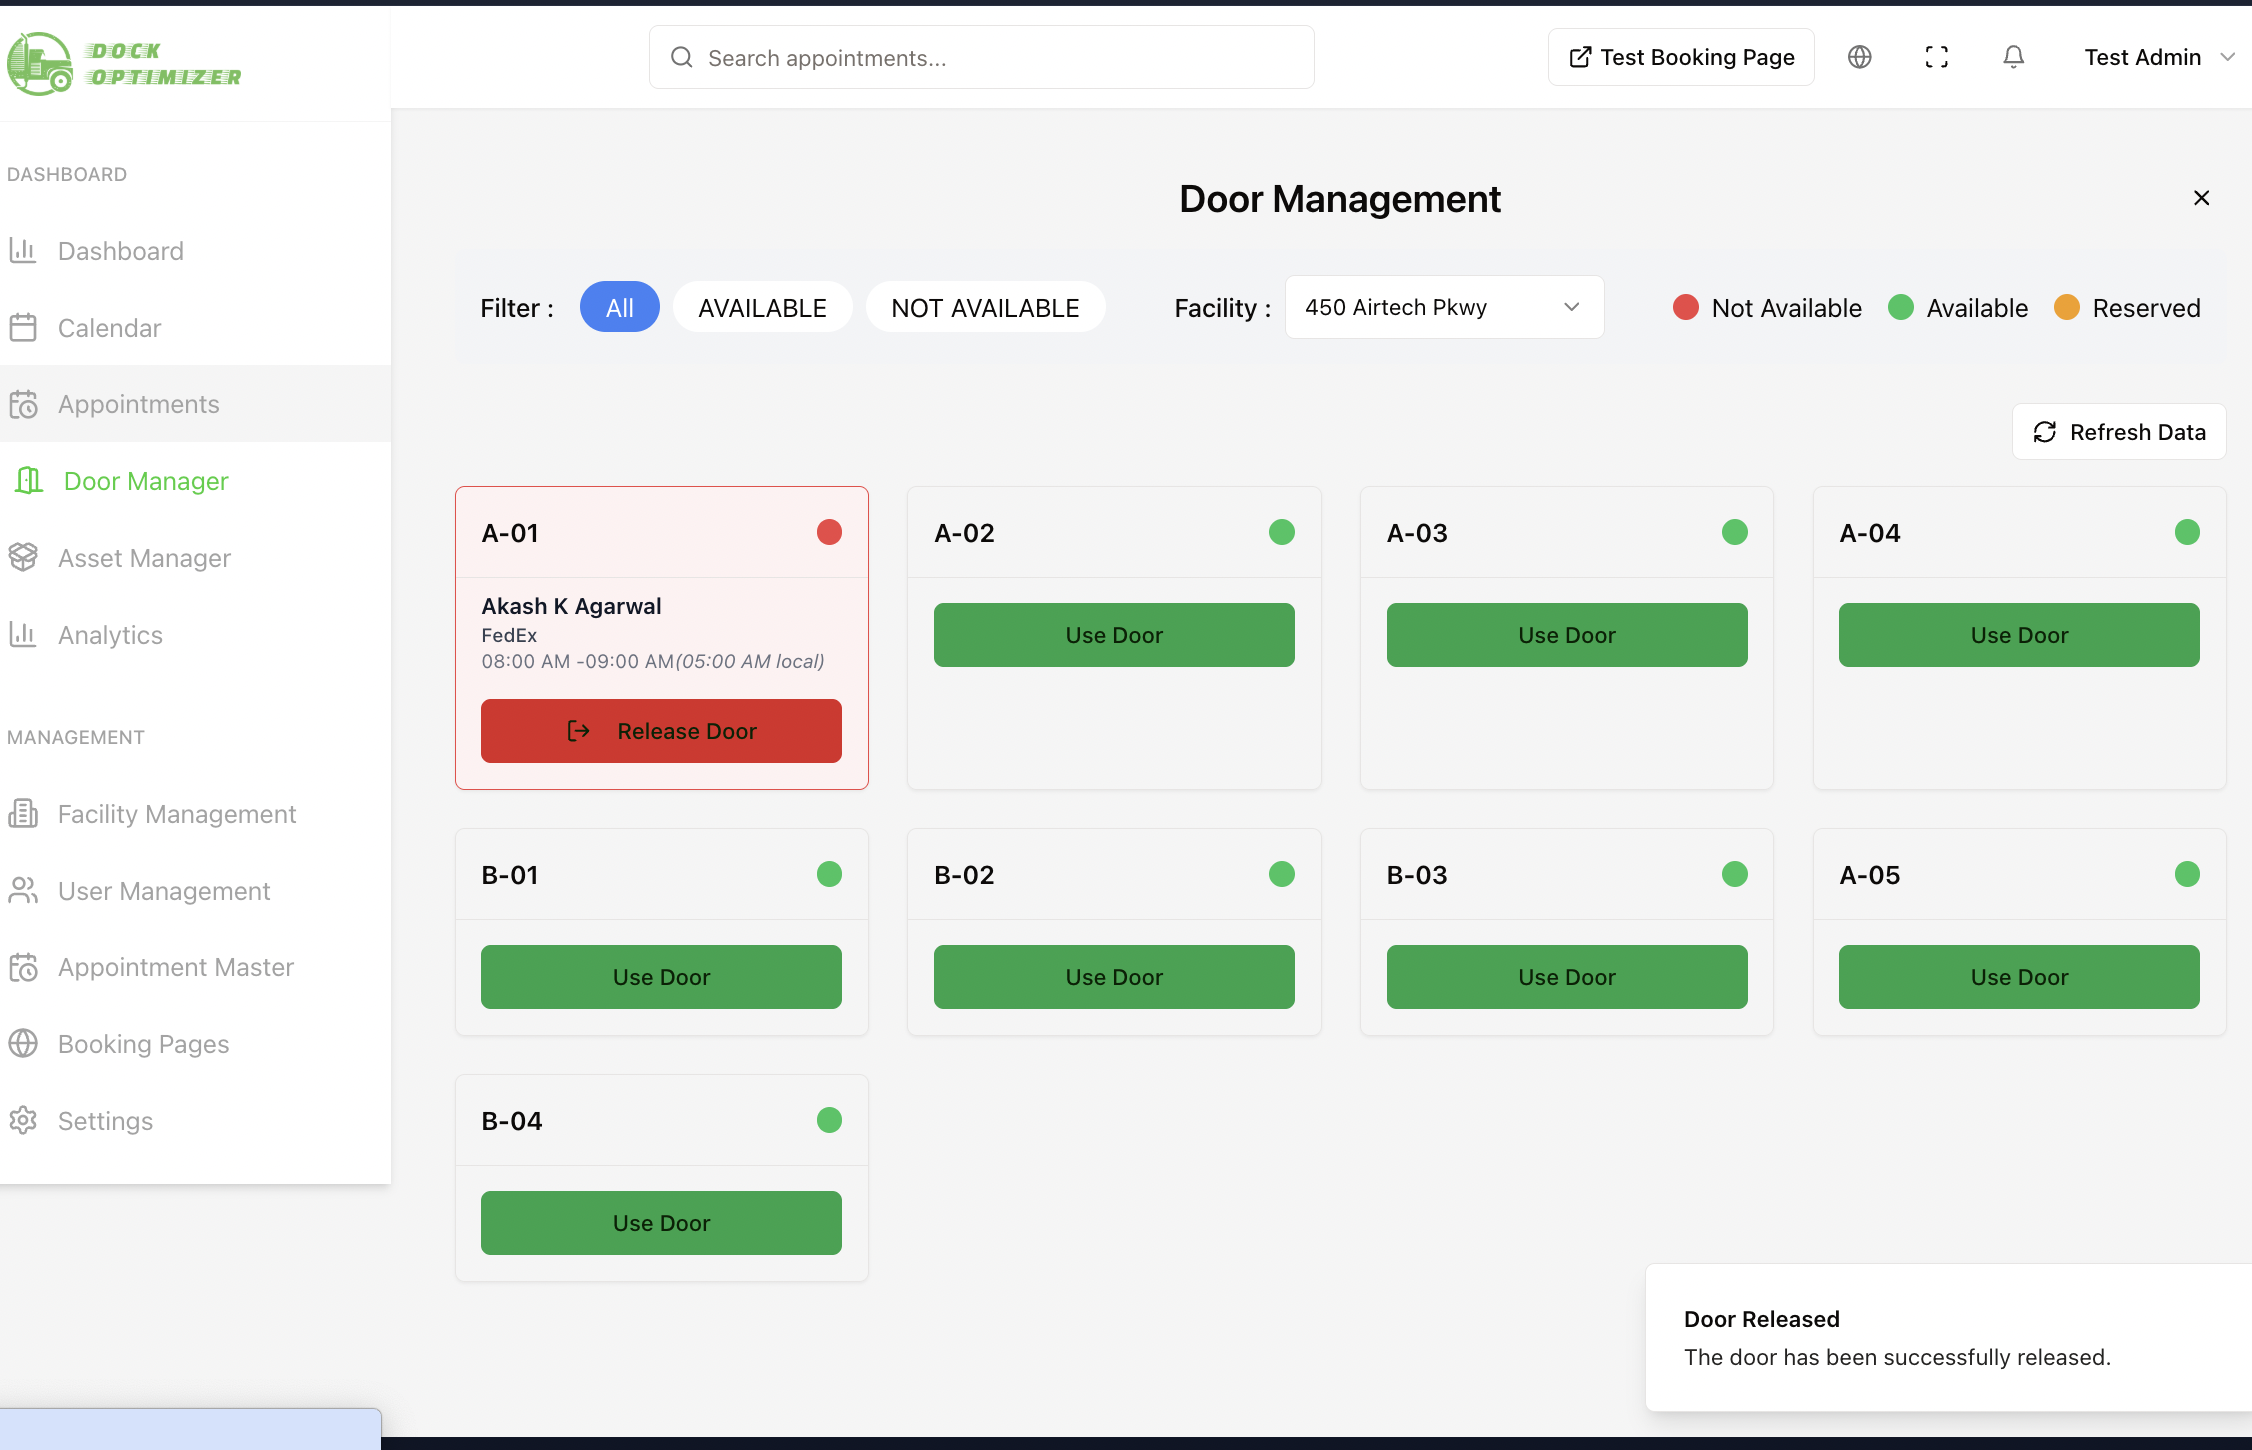 DOCK
OPTIMIZER
Search appointments...
Test Booking Page
Test Admin
DASHBOARD
Dashboard
Calendar
Appointments
Door Manager
Asset Manager
Analytics
MANAGEMENT
Facility Management
User Management
Appointment Master
Booking Pages
Settings
Door Management
Filter : All AVAILABLE NOT AVAILABLE Facility : 450 Airtech Pkwy Not Available Available Reserved
Refresh Data
A-01
Akash K Agarwal
FedEx
08:00 AM -09:00 AM(05:00 AM local)
Release Door
A-02
Use Door
A-03
Use Door
A-04
Use Door
B-01
Use Door
B-02
Use Door
B-03
Use Door
A-05
Use Door
B-04
Use Door
Door Released
The door has been successfully released.